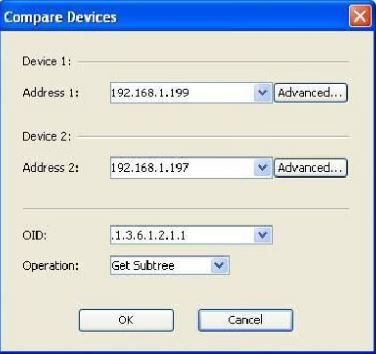 Compare Devices
Device 1:
Address 1: 192.168.1.199 Advanced...
Device 2:
Address 2: 192.168.1.197 Advanced...
OID: .1.3.6.1.2.1.1
Operation: Get Subtree
OK Cancel